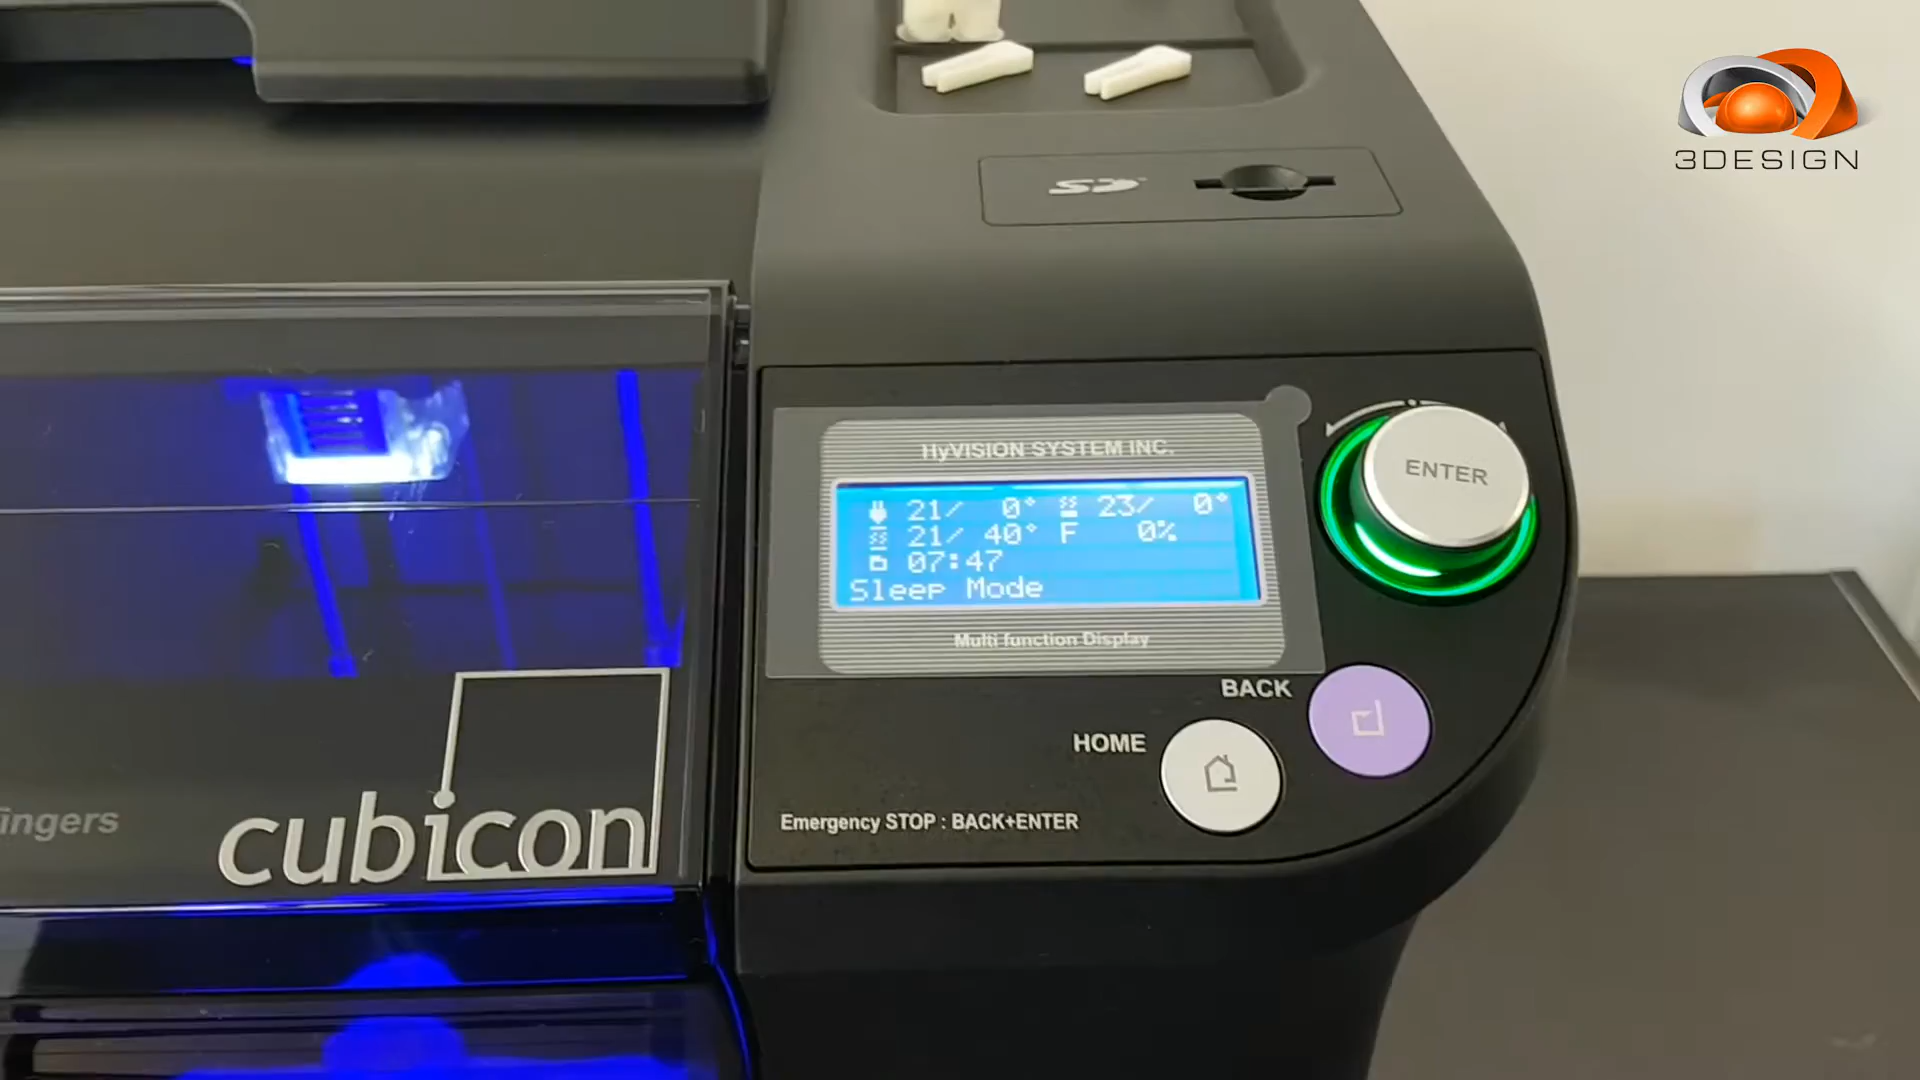 3DESIGN
SD
HyVISION SYSTEM INC.
21/ 0° 23/ 0°
21/ 40° F 0%
07:47
Sleep Mode
Multi function Display
ENTER
BACK
HOME
Emergency STOP : BACK+ENTER
ingers
cubicon